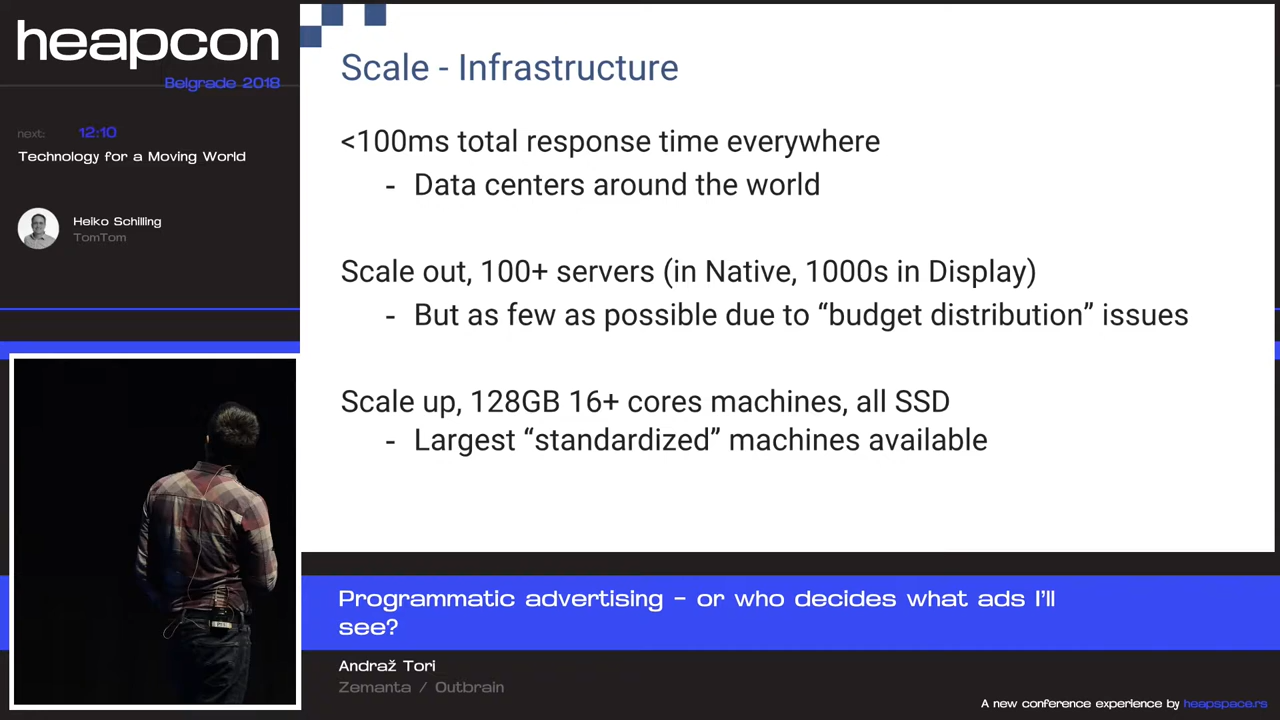 heapcon
Belgrade 2018
next: 12:10
Technology for a Moving World
Heiko Schilling
TomTom
Scale - Infrastructure
<100ms total response time everywhere
- Data centers around the world
Scale out, 100+ servers (in Native, 1000s in Display)
- But as few as possible due to “budget distribution” issues
Scale up, 128GB 16+ cores machines, all SSD
- Largest “standardized” machines available
Programmatic advertising - or who decides what ads I'll
see?
Andraž Tori
Zemanta / Outbrain
A new conference experience by heapspace.rs